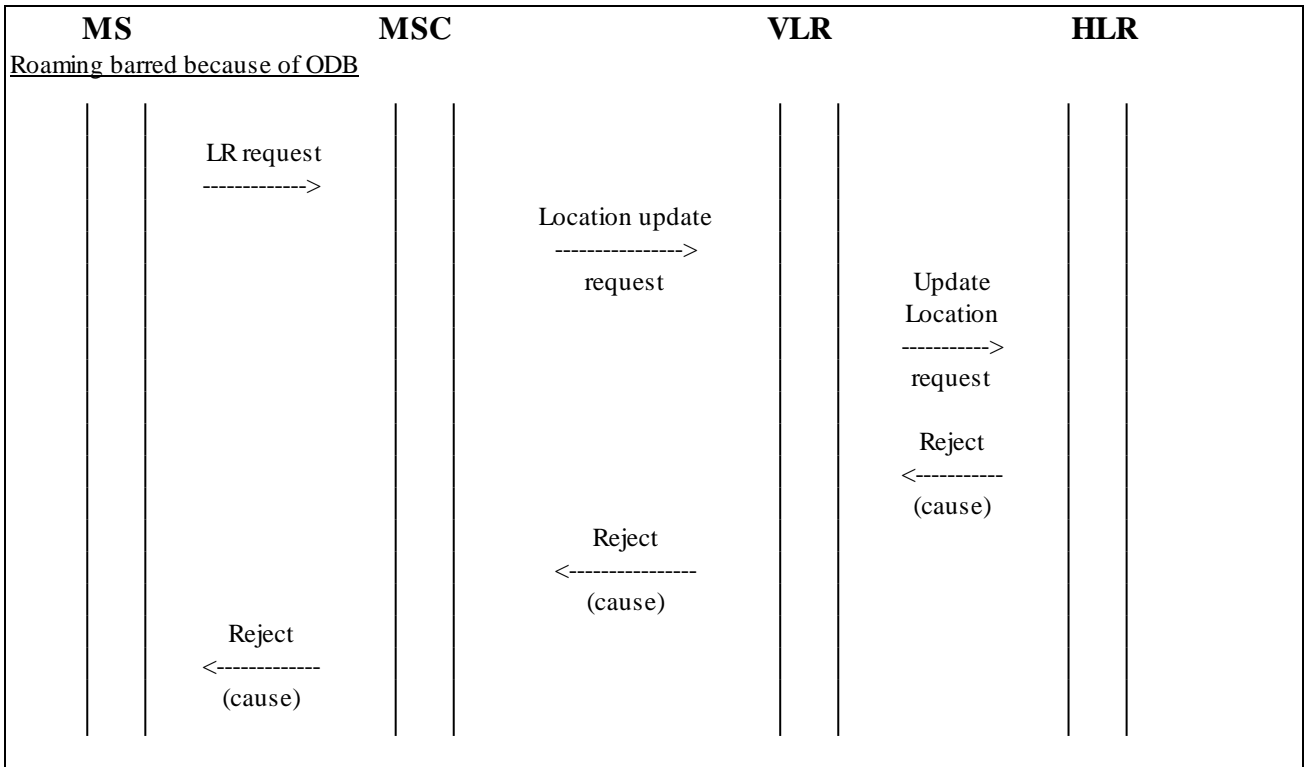 MS MSC VLR HLR
Roaming barred because of ODB
LR request
------------->
Location update
---------------->
request
Update
Location
----------->
request
Reject
<-----------
(cause)
Reject
<----------------
(cause)
Reject
<-------------
(cause)